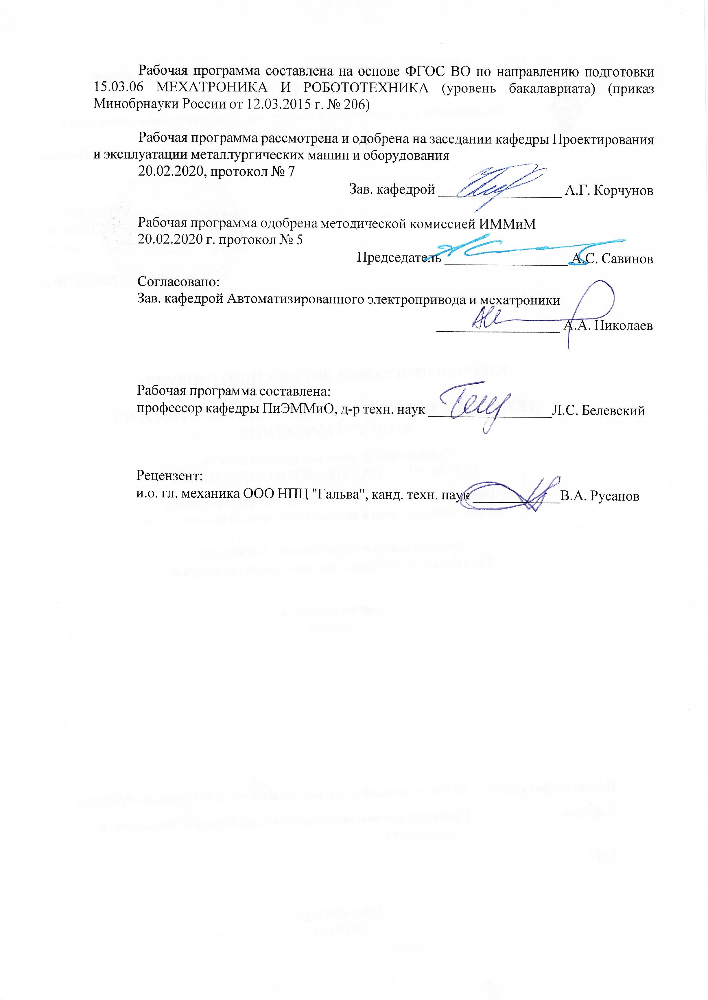 Рабочая программа составлена на основе ФГОС ВО по направлению подготовки
15.03.06 МЕХАТРОНИКА И РОБОТОТЕХНИКА (уровень бакалавриата) (приказ
Минобрнауки России от 12.03.2015 г. № 206)
Рабочая программа рассмотрена и одобрена на заседании кафедры Проектирования
и эксплуатации металлургических машин и оборудования
20.02.2020, протокол № 7
Зав. кафедрой А.Г. Корчунов
Рабочая программа одобрена методической комиссией ИММиМ
20.02.2020 г. протокол № 5
Председатель А.С. Савинов
Согласовано:
Зав. кафедрой Автоматизированного электропривода и мехатроники
А.А. Николаев
Рабочая программа составлена:
профессор кафедры ПиЭММиО, д-р техн. наук Л.С. Белевский
Рецензент:
и.о. гл. механика ООО НПЦ "Гальва", канд. техн. наук В.А. Русанов